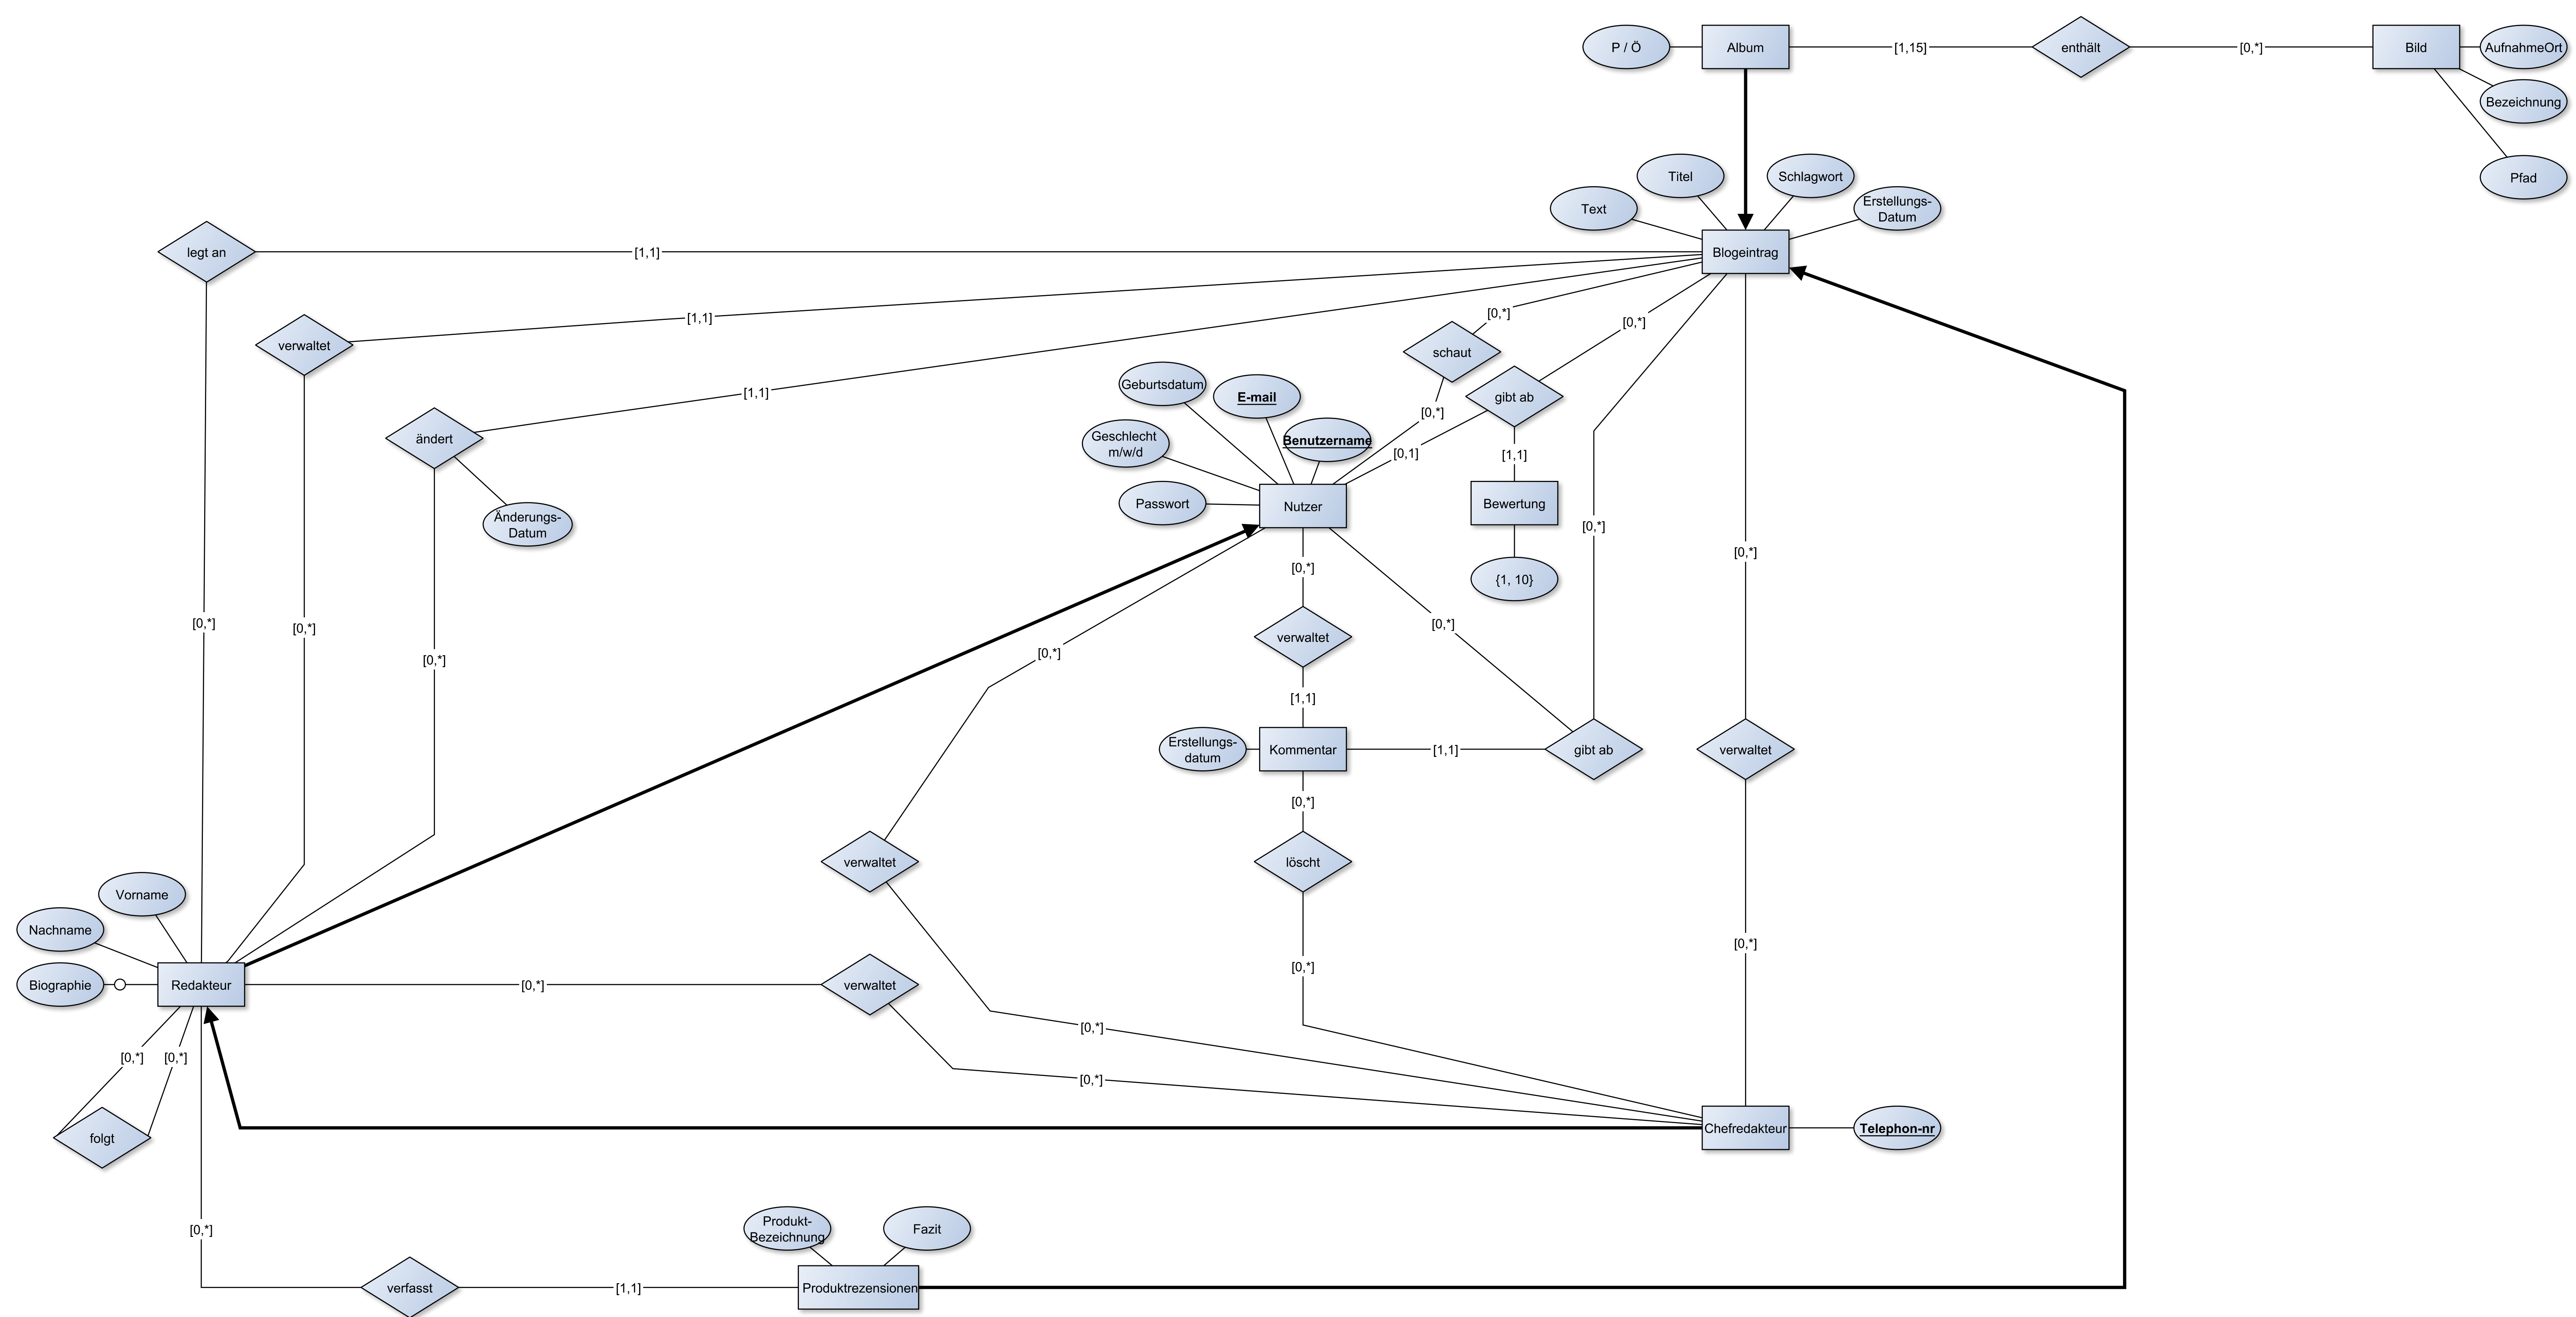 P / Ö
Album
[1,15]
enthält
[0,*]
Bild
AufnahmeOrt
Bezeichnung
Pfad
Titel
Schlagwort
Text
Erstellungs-
Datum
Blogeintrag
legt an
[1,1]
verwaltet
[1,1]
[0,*]
[0,*]
schaut
Geburtsdatum
E-mail
[1,1]
gibt ab
[0,*]
ändert
Geschlecht
m/w/d
Benutzername
[0,1]
[1,1]
Passwort
Nutzer
Bewertung
Änderungs-
Datum
[0,*]
[0,*]
[0,*]
{1, 10}
[0,*]
[0,*]
[0,*]
verwaltet
[0,*]
[0,*]
[1,1]
Erstellungs-
datum
Kommentar
[1,1]
gibt ab
verwaltet
[0,*]
verwaltet
löscht
Vorname
Nachname
[0,*]
[0,*]
Biographie
Redakteur
[0,*]
verwaltet
[0,*]
[0,*]
[0,*]
[0,*]
folgt
Chefredakteur
Telephon-nr
[0,*]
Produkt-
Bezeichnung
Fazit
verfasst
[1,1]
Produktrezensionen